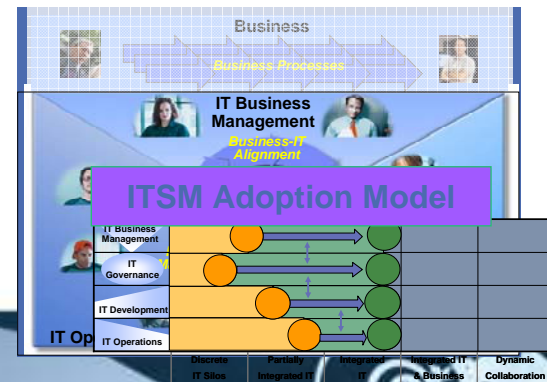 Business
Business Processes
IT Business
Management
Business-IT
Alignment
ITSM Adoption Model
IT Business
Management
IT
Governance
IT Development
IT Operations
IT Op
Discrete
IT Silos
Partially
Integrated IT
Integrated
IT
Integrated IT
& Business
Dynamic
Collaboration